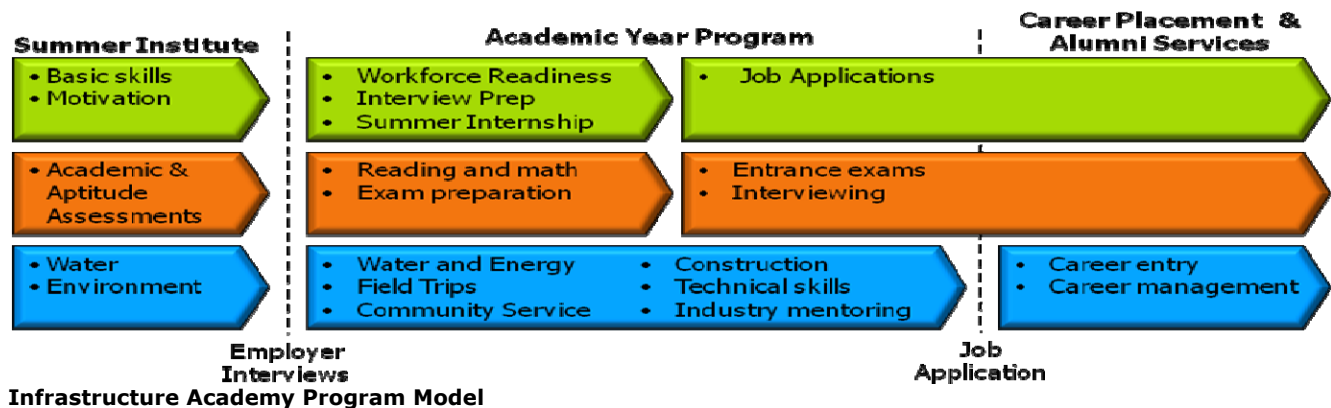 Summer Institute
Academic Year Program
Career Placement &
Alumni Services
• Basic skills
• Motivation
• Workforce Readiness
• Interview Prep
• Summer Internship
• Job Applications
• Academic &
Aptitude
Assessments
• Reading and math
• Exam preparation
• Entrance exams
• Interviewing
• Water
• Environment
• Water and Energy
• Field Trips
• Community Service
• Construction
• Technical skills
• Industry mentoring
• Career entry
• Career management
Employer
Interviews
Job
Application
Infrastructure Academy Program Model